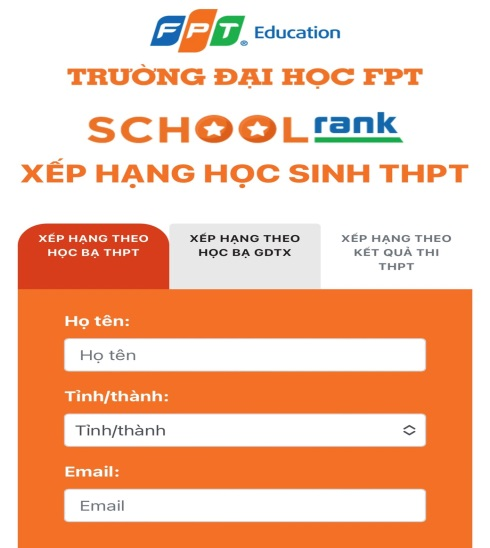 FPT Education
TRƯỜNG ĐẠI HỌC FPT
SCHOOL rank
XẾP HẠNG HỌC SINH THPT
XẾP HẠNG THEO
HỌC BẠ THPT
XẾP HẠNG THEO
HỌC BẠ GDTX
XẾP HẠNG THEO
KẾT QUẢ THI
THPT
Họ tên:
Họ tên
Tỉnh/thành:
Tỉnh/thành
Email:
Email